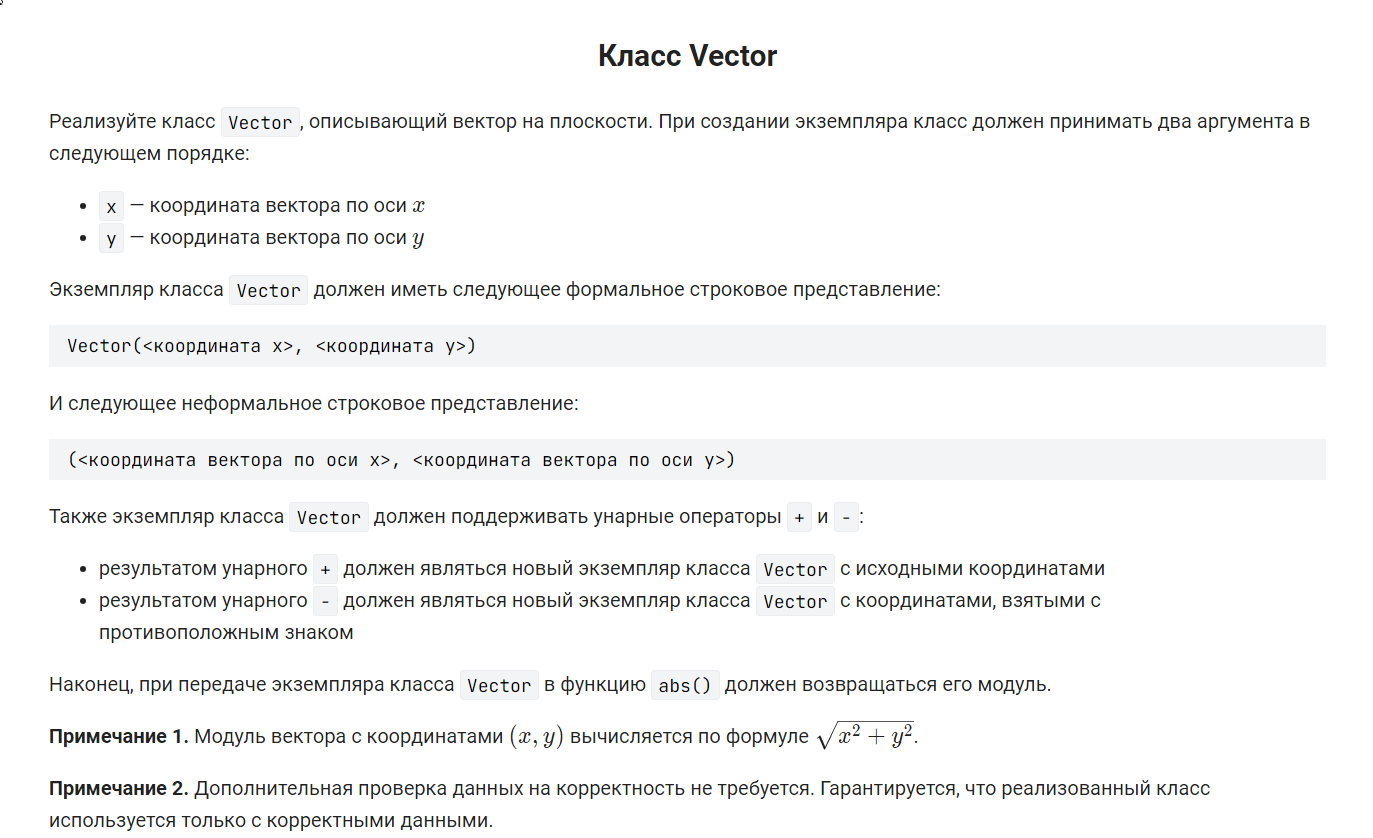 Класс Vector
Реализуйте класс Vector, описывающий вектор на плоскости. При создании экземпляра класс должен принимать два аргумента в
следующем порядке:
• x — координата вектора по оси x
• y — координата вектора по оси y
Экземпляр класса Vector должен иметь следующее формальное строковое представление:
Vector(<координата x>, <координата y>)
И следующее неформальное строковое представление:
(<координата вектора по оси x>, <координата вектора по оси y>)
Также экземпляр класса Vector должен поддерживать унарные операторы + и -:
• результатом унарного + должен являться новый экземпляр класса Vector с исходными координатами
• результатом унарного - должен являться новый экземпляр класса Vector с координатами, взятыми с
противоположным знаком
Наконец, при передаче экземпляра класса Vector в функцию abs() должен возвращаться его модуль.
Примечание 1. Модуль вектора с координатами (x, y) вычисляется по формуле √(x² + y²).
Примечание 2. Дополнительная проверка данных на корректность не требуется. Гарантируется, что реализованный класс
используется только с корректными данными.